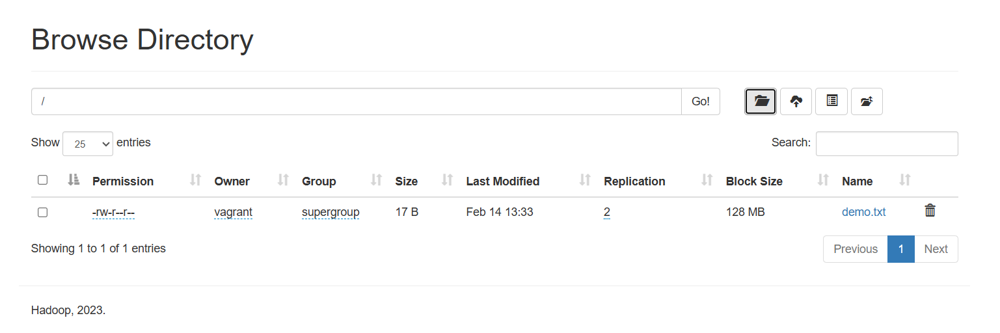 Browse Directory
/ Go!
Show 25 entries Search:
Permission Owner Group Size Last Modified Replication Block Size Name
-rw-r--r-- vagrant supergroup 17 B Feb 14 13:33 2 128 MB demo.txt
Showing 1 to 1 of 1 entries Previous 1 Next
Hadoop, 2023.